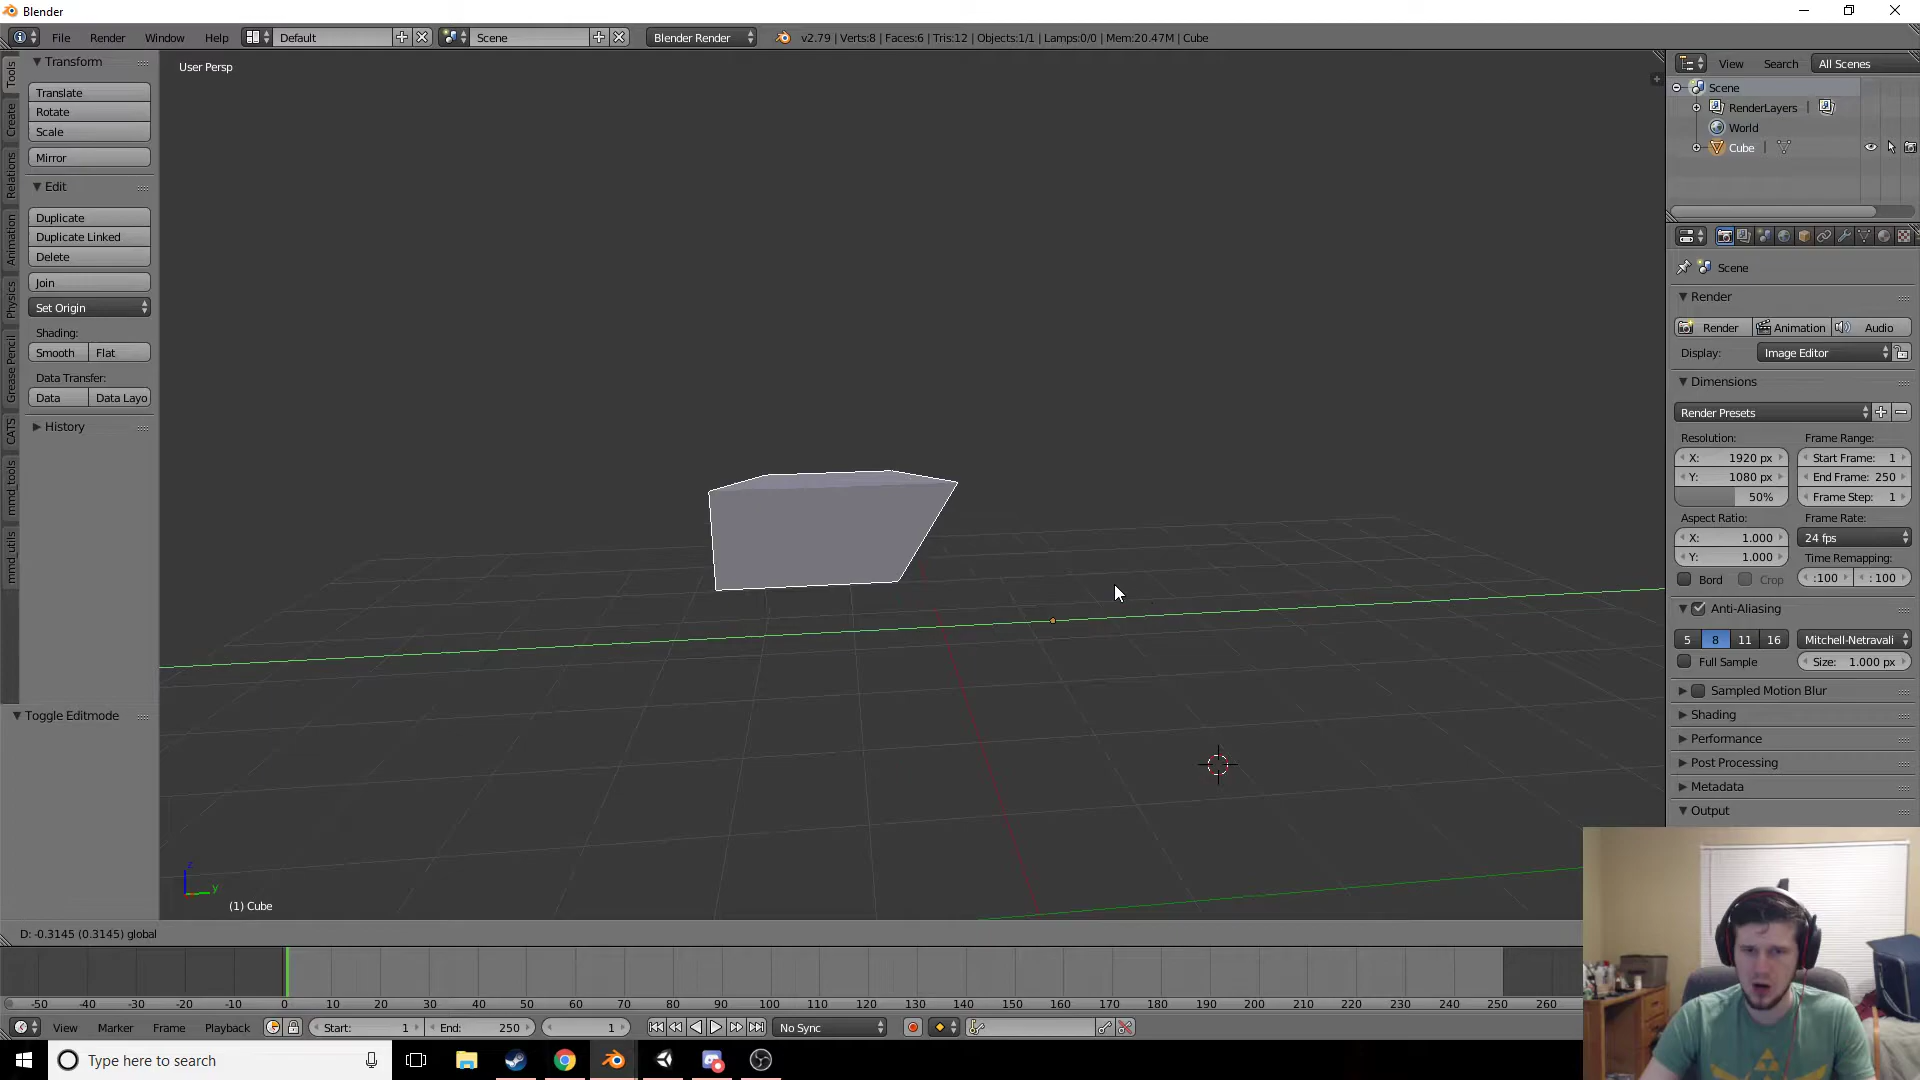 Blender
File Render Window Help Default Scene Blender Render v2.79 | Verts:8 | Faces:6 | Tris:12 | Objects:1/1 | Lamps:0/0 | Mem:20.47M | Cube
Transform
Translate
Rotate
Scale
Mirror
Edit
Duplicate
Duplicate Linked
Delete
Join
Set Origin
Shading:
Smooth Flat
Data Transfer:
Data Data Layo
History
Toggle Editmode
Tools
Create
Relations
Animation
Physics
Grease Pencil
CATS
mmd_tools
mmd_utils
User Persp
z
y
(1) Cube
D: -0.3145 (0.3145) global
View Search All Scenes
Scene
RenderLayers
World
Cube
Scene
Render
Render Animation Audio
Display: Image Editor
Dimensions
Render Presets
Resolution: Frame Range:
X: 1920 px Start Frame: 1
Y: 1080 px End Frame: 250
50% Frame Step: 1
Aspect Ratio: Frame Rate:
X: 1.000 24 fps
Y: 1.000 Time Remapping:
Bord Crop :100 :100
Anti-Aliasing
5 8 11 16 Mitchell-Netravali
Full Sample Size: 1.000 px
Sampled Motion Blur
Shading
Performance
Post Processing
Metadata
Output
-50 -40 -30 -20 -10 0 10 20 30 40 50 60 70 80 90 100 110 120 130 140 150 160 170 180 190 200 210 220 230 240 250 260
View Marker Frame Playback Start: 1 End: 250 1 No Sync
Type here to search